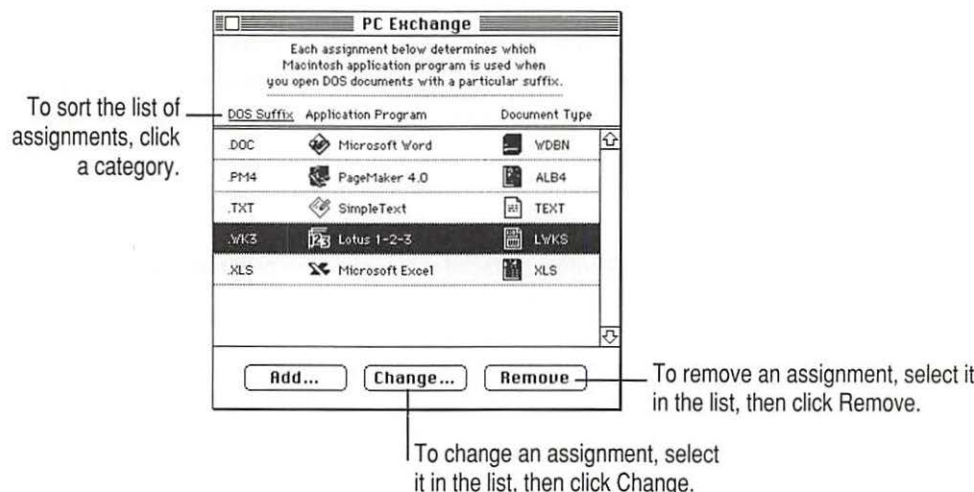 PC Exchange
Each assignment below determines which
Macintosh application program is used when
you open DOS documents with a particular suffix.
To sort the list of
assignments, click
a category.
DOS Suffix Application Program Document Type
.DOC Microsoft Word WDBN
.PM4 PageMaker 4.0 ALB4
.TXT SimpleText TEXT
.WK3 Lotus 1-2-3 LWKS
.XLS Microsoft Excel XLS
Add... Change... Remove
To remove an assignment, select it
in the list, then click Remove.
To change an assignment, select
it in the list, then click Change.